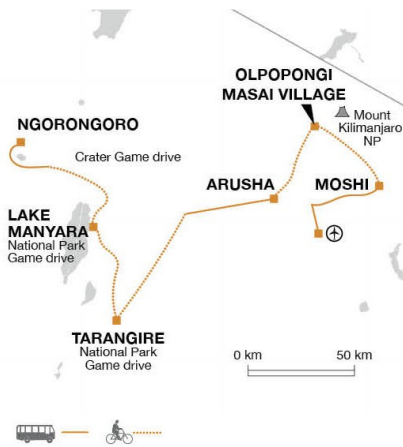 OLPOPONGI
MASAI VILLAGE
Mount
Kilimanjaro
NP
NGORONGORO
Crater Game drive
ARUSHA
MOSHI
LAKE
MANYARA
National Park
Game drive
TARANGIRE
National Park
Game drive
0 km
50 km